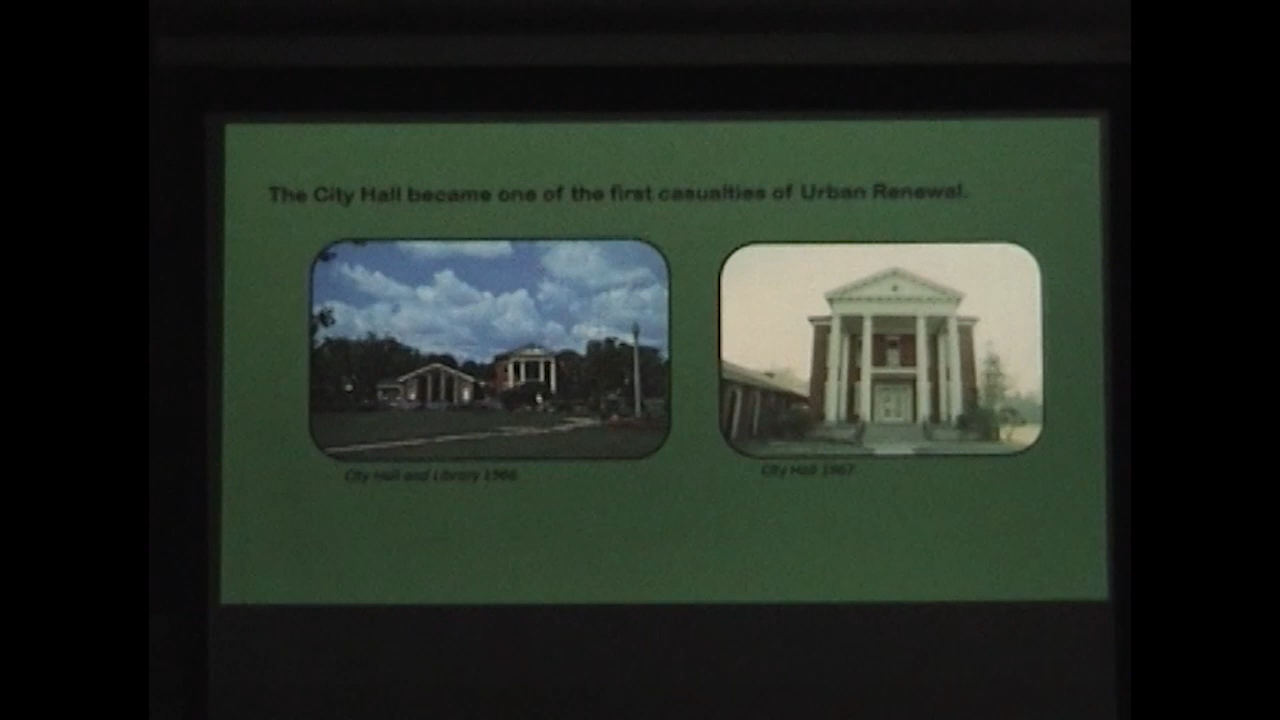 The City Hall became one of the first casualties of Urban Renewal.
City Hall and Library 1966
City Hall 1967